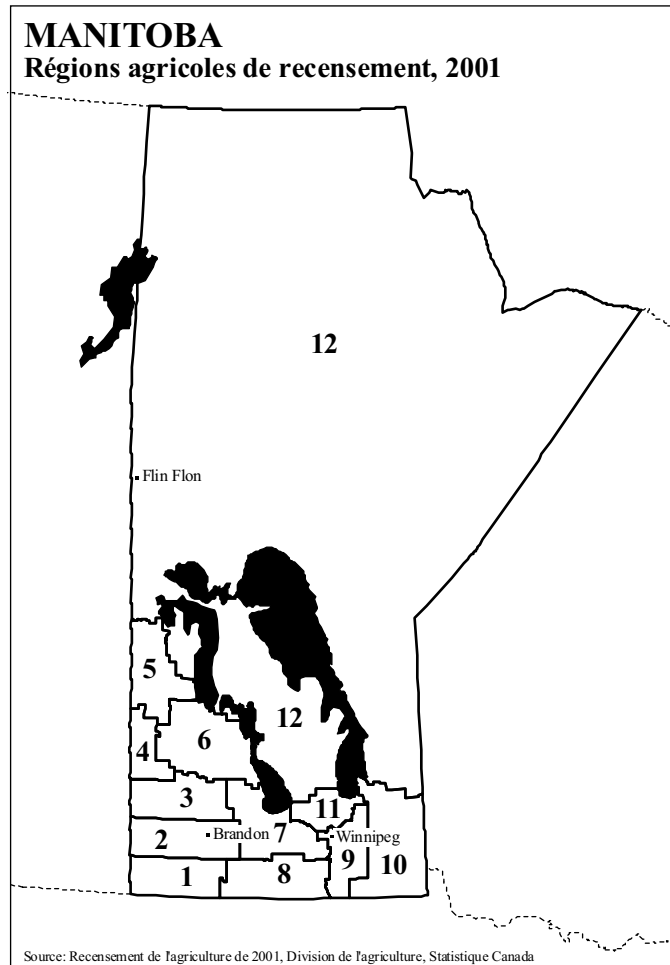 MANITOBA
Régions agricoles de recensement, 2001
12
Flin Flon
5
12
6
4
3
11
2
Brandon
7
Winnipeg
9
10
1
8
Source: Recensement de l'agriculture de 2001, Division de l'agriculture, Statistique Canada